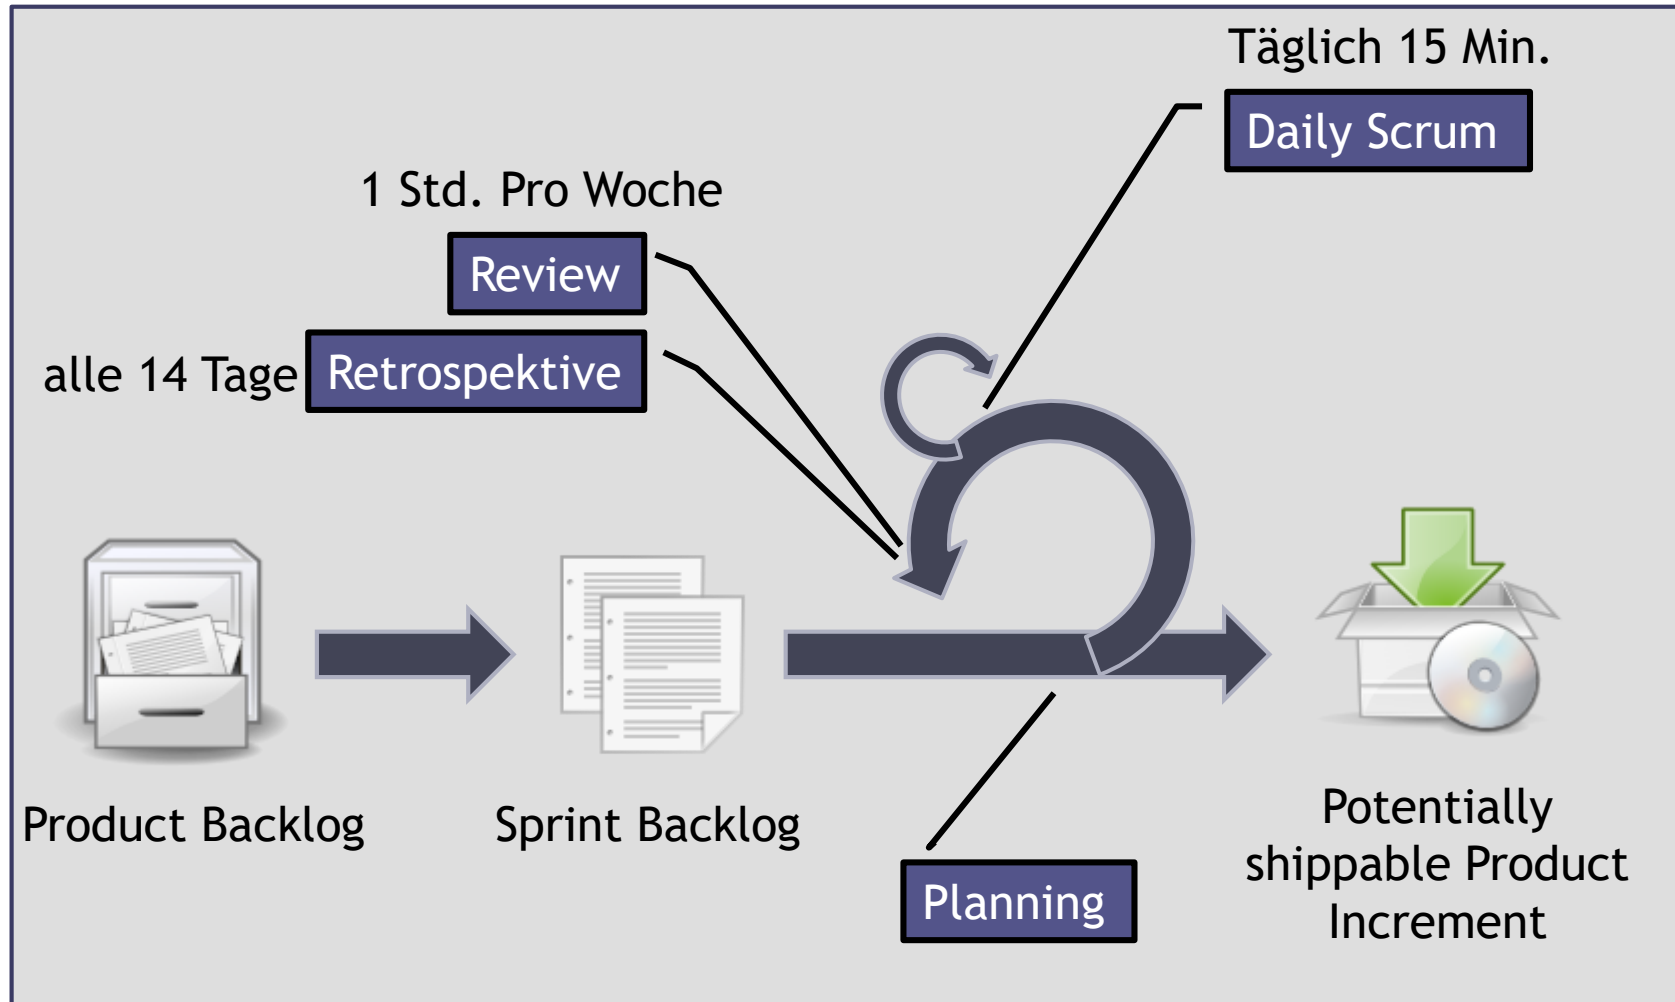 Täglich 15 Min.
Daily Scrum
1 Std. Pro Woche
Review
alle 14 Tage Retrospektive
Product Backlog
Sprint Backlog
Planning
Potentially
shippable Product
Increment